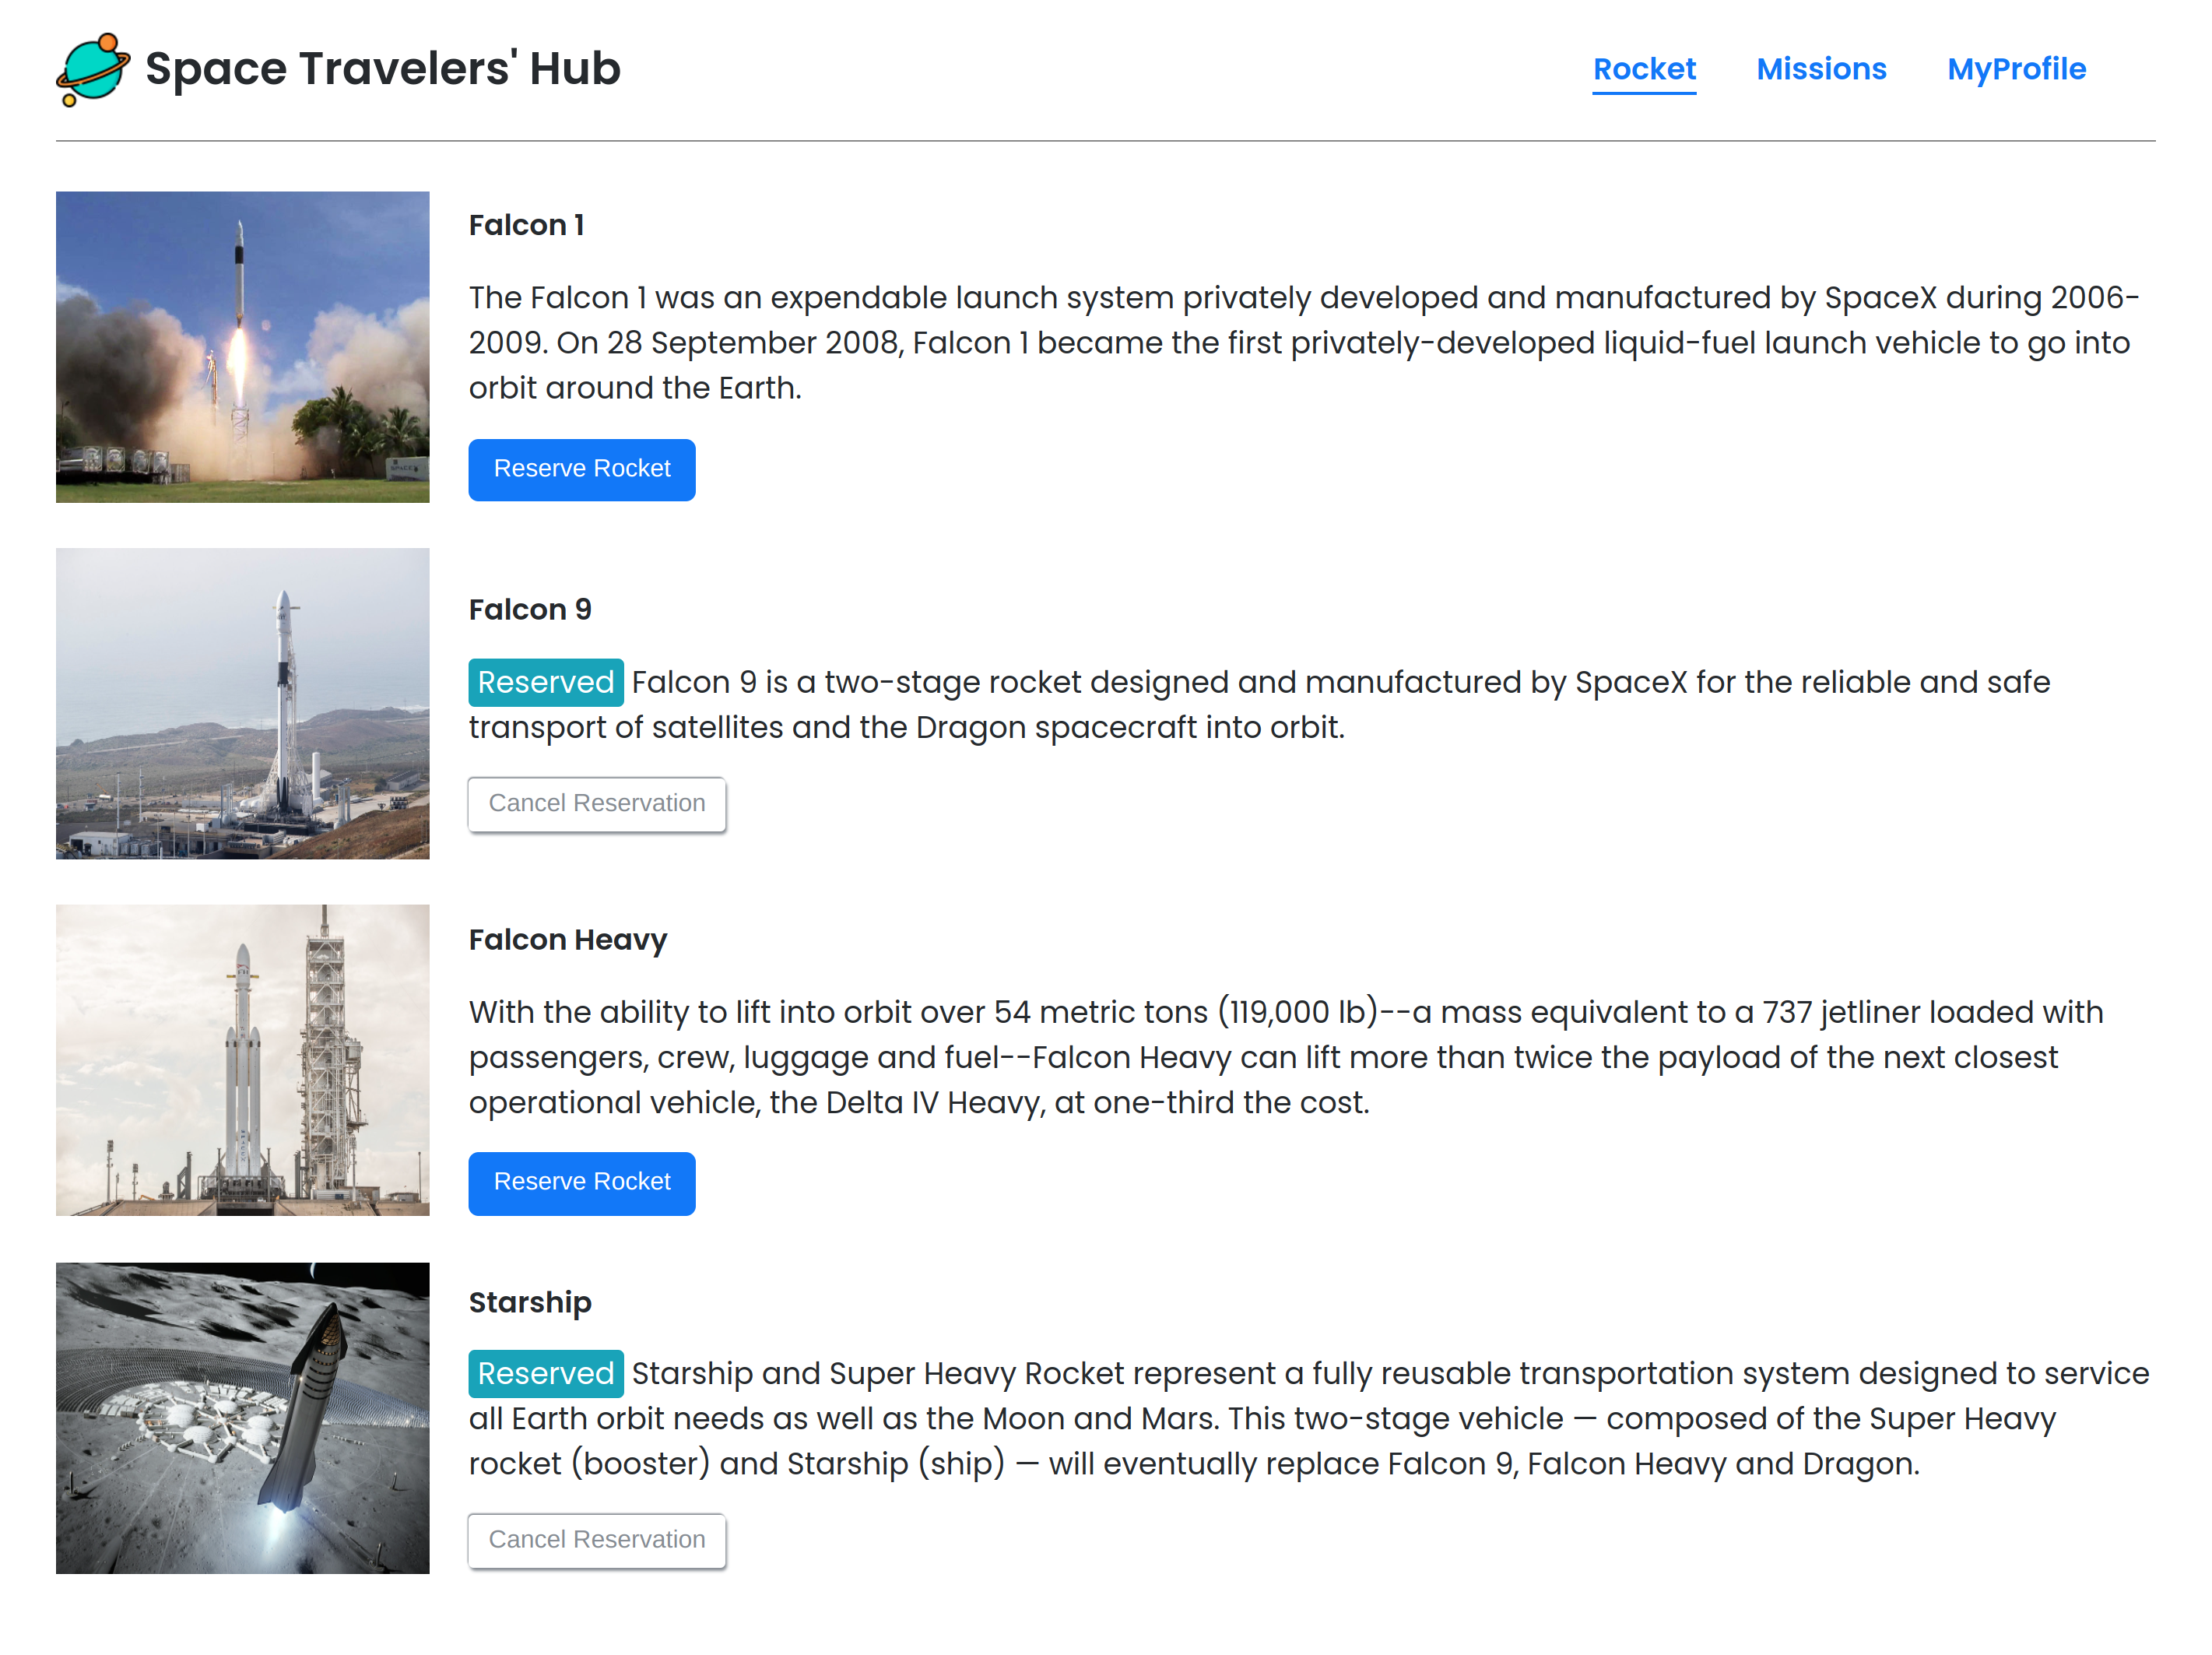 Space Travelers' Hub
Rocket
Missions
MyProfile
Falcon 1
The Falcon 1 was an expendable launch system privately developed and manufactured by SpaceX during 2006-
2009. On 28 September 2008, Falcon 1 became the first privately-developed liquid-fuel launch vehicle to go into
orbit around the Earth.
Reserve Rocket
Falcon 9
Reserved Falcon 9 is a two-stage rocket designed and manufactured by SpaceX for the reliable and safe
transport of satellites and the Dragon spacecraft into orbit.
Cancel Reservation
Falcon Heavy
With the ability to lift into orbit over 54 metric tons (119,000 lb)--a mass equivalent to a 737 jetliner loaded with
passengers, crew, luggage and fuel--Falcon Heavy can lift more than twice the payload of the next closest
operational vehicle, the Delta IV Heavy, at one-third the cost.
Reserve Rocket
Starship
Reserved Starship and Super Heavy Rocket represent a fully reusable transportation system designed to service
all Earth orbit needs as well as the Moon and Mars. This two-stage vehicle — composed of the Super Heavy
rocket (booster) and Starship (ship) — will eventually replace Falcon 9, Falcon Heavy and Dragon.
Cancel Reservation